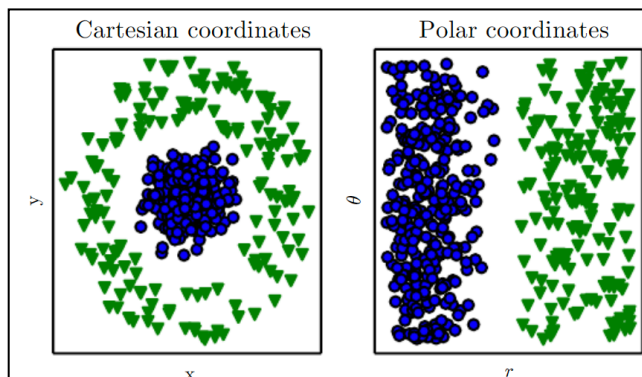 Cartesian coordinates
Polar coordinates
y
θ
x
r